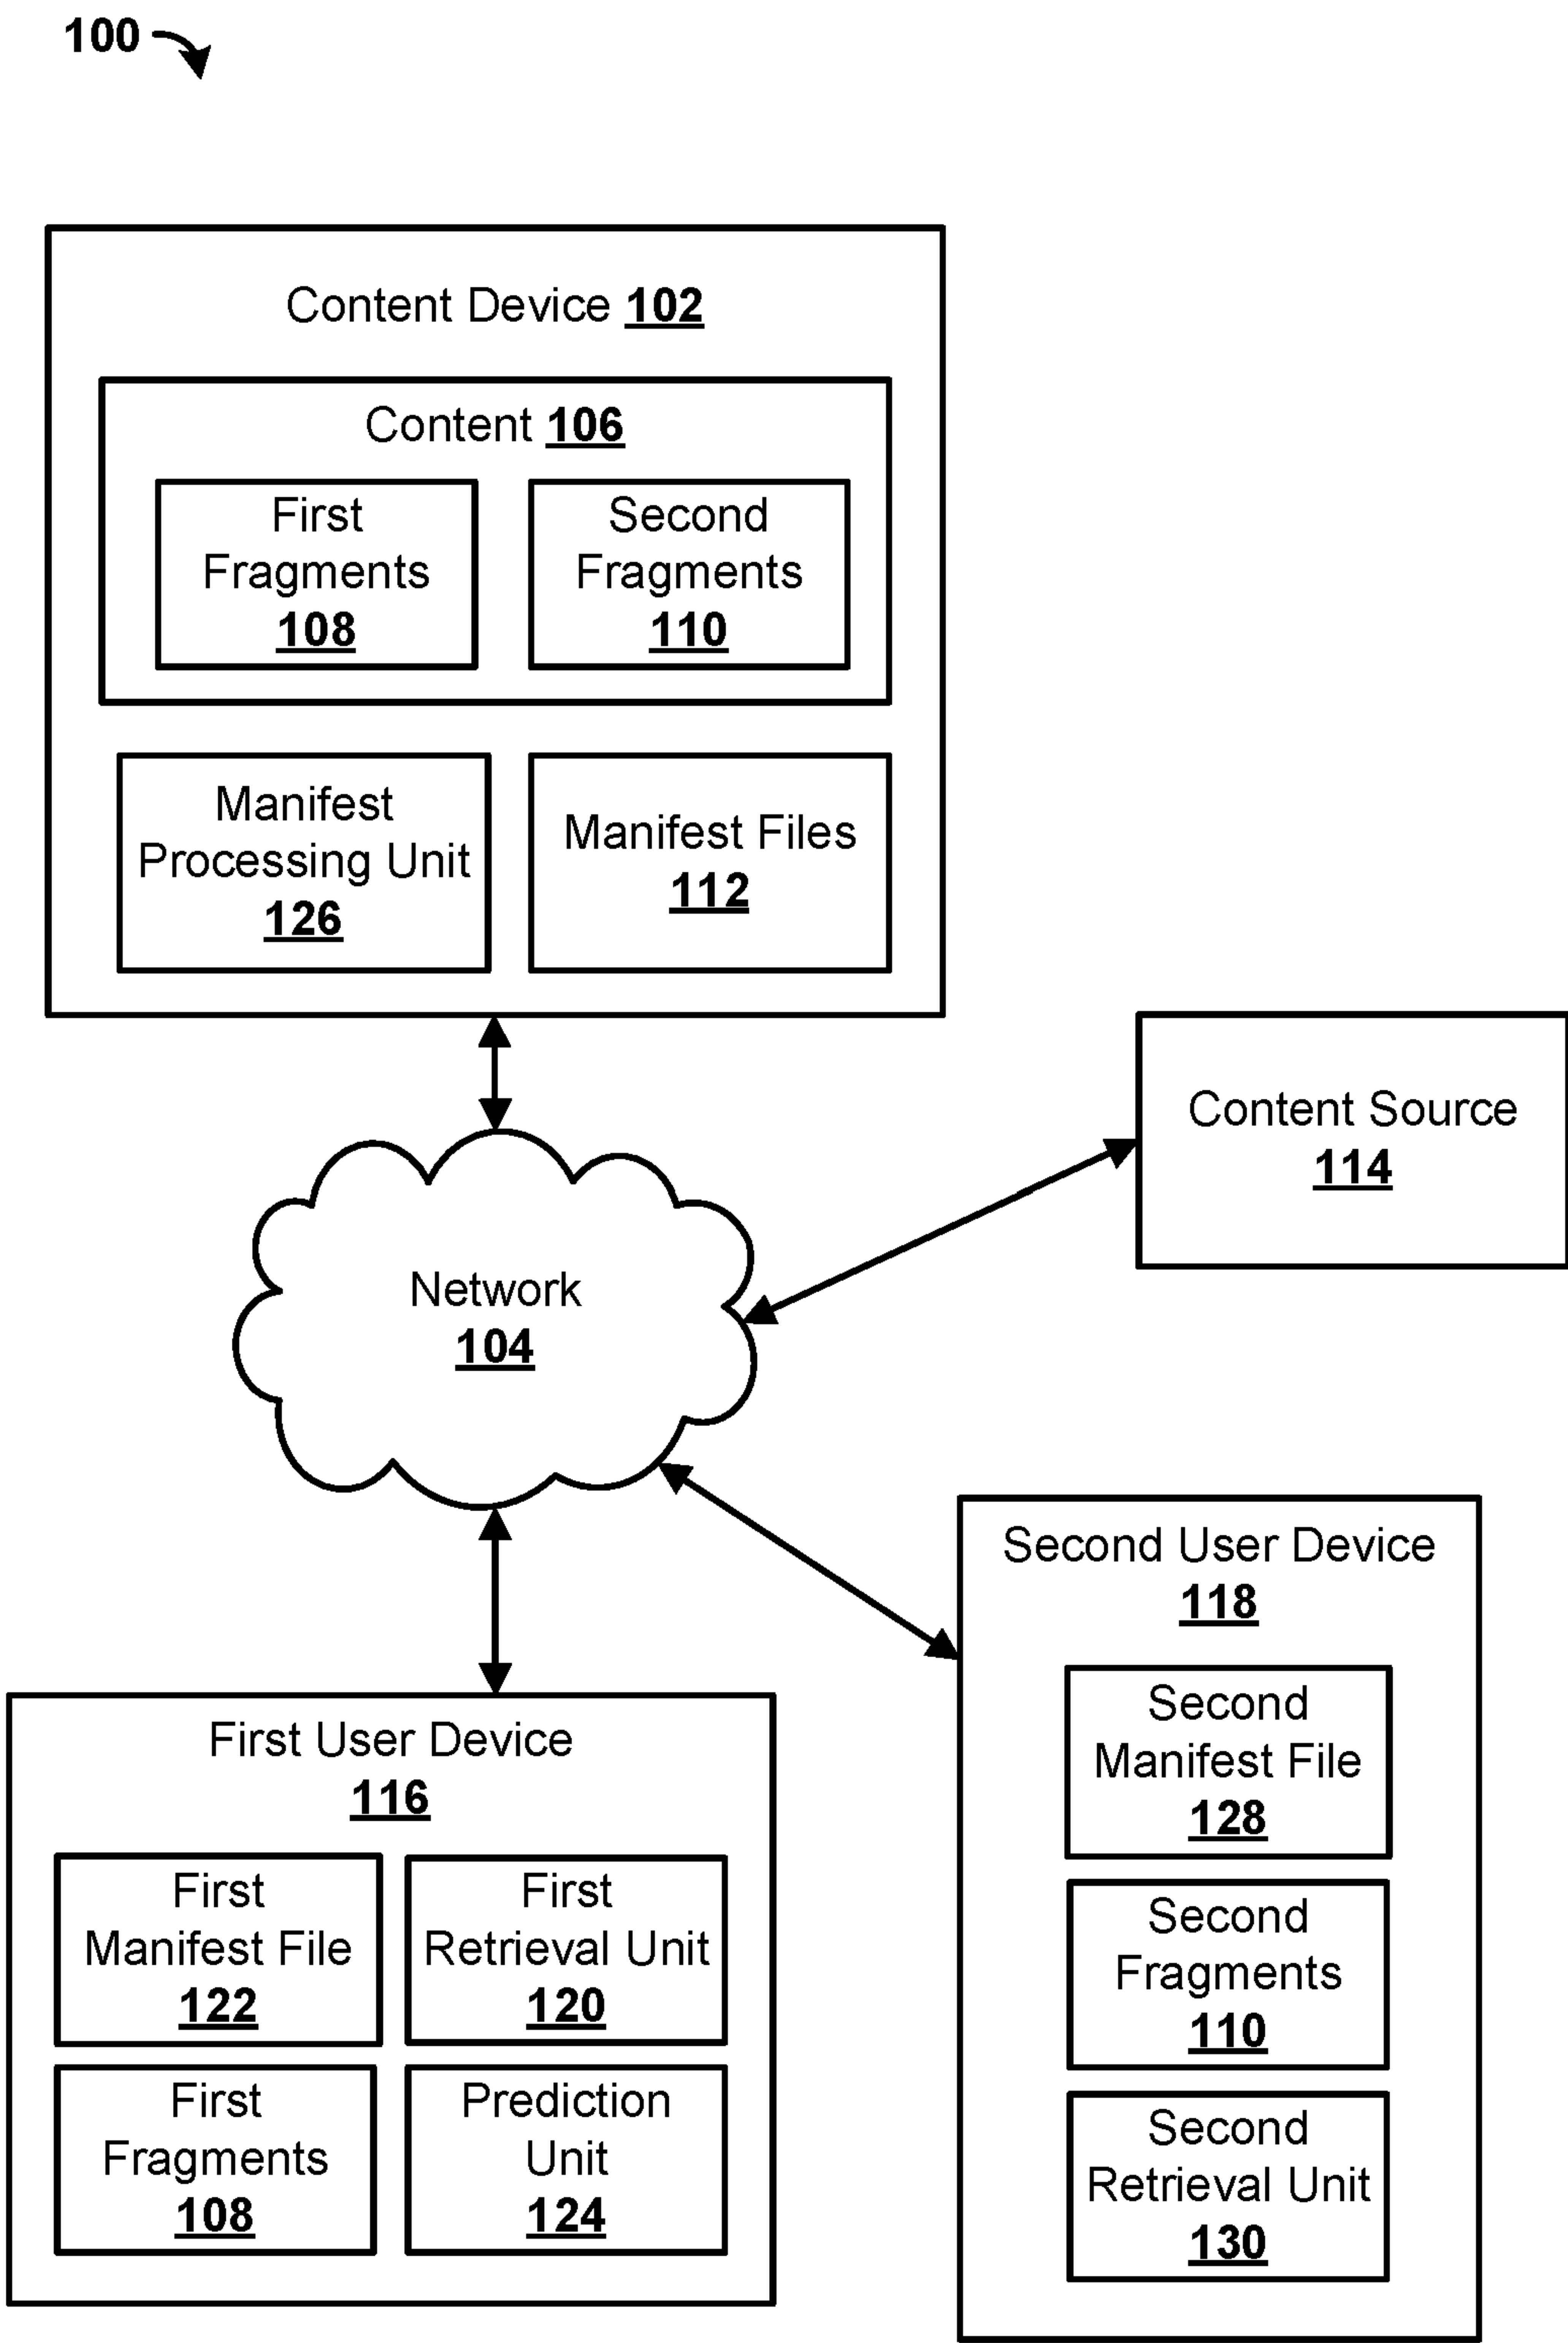 100
Content Device 102
Content 106
First
Fragments
108
Second
Fragments
110
Manifest
Processing Unit
126
Manifest Files
112
Content Source
114
Network
104
Second User Device
118
Second
Manifest File
128
Second
Fragments
110
Second
Retrieval Unit
130
First User Device
116
First
Manifest File
122
First
Retrieval Unit
120
First
Fragments
108
Prediction
Unit
124